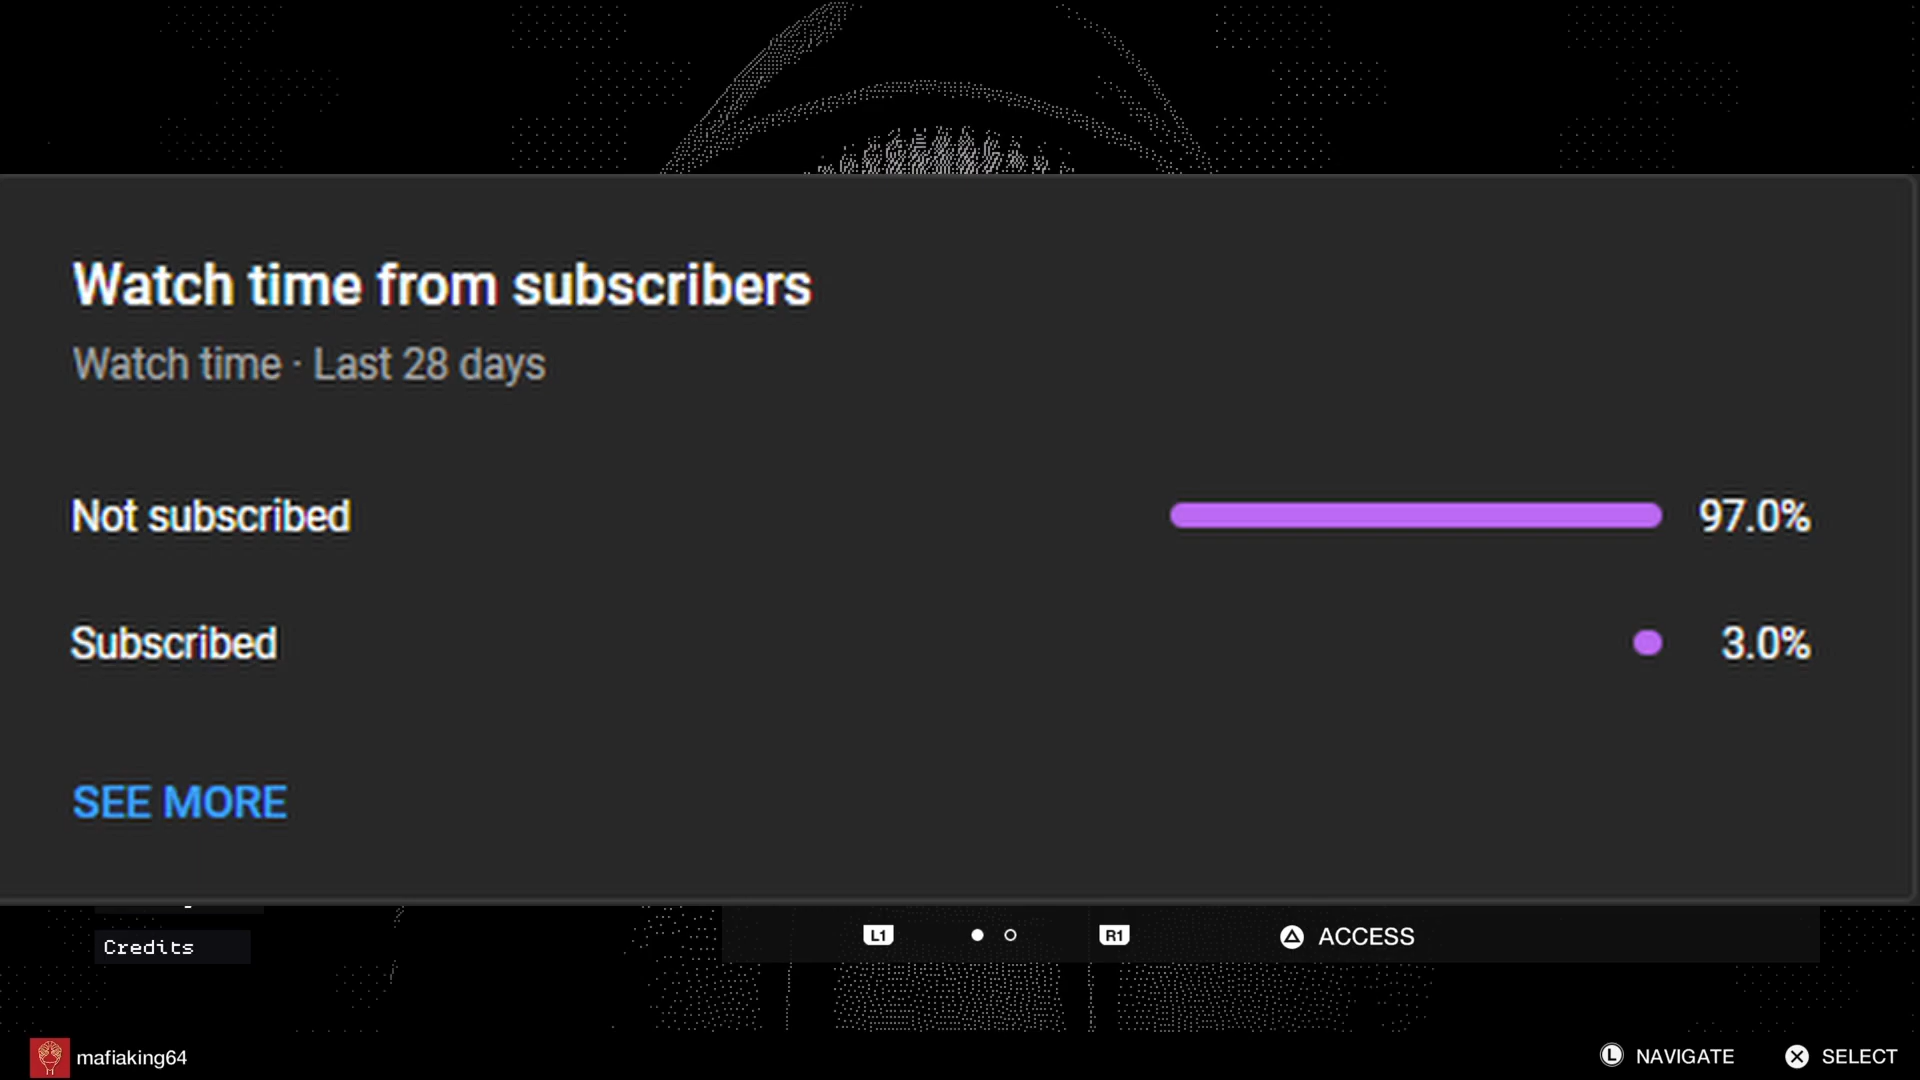 Watch time from subscribers
Watch time · Last 28 days
Not subscribed 97.0%
Subscribed 3.0%
SEE MORE
Credits
L1 R1 ACCESS
mafiaking64
L NAVIGATE SELECT